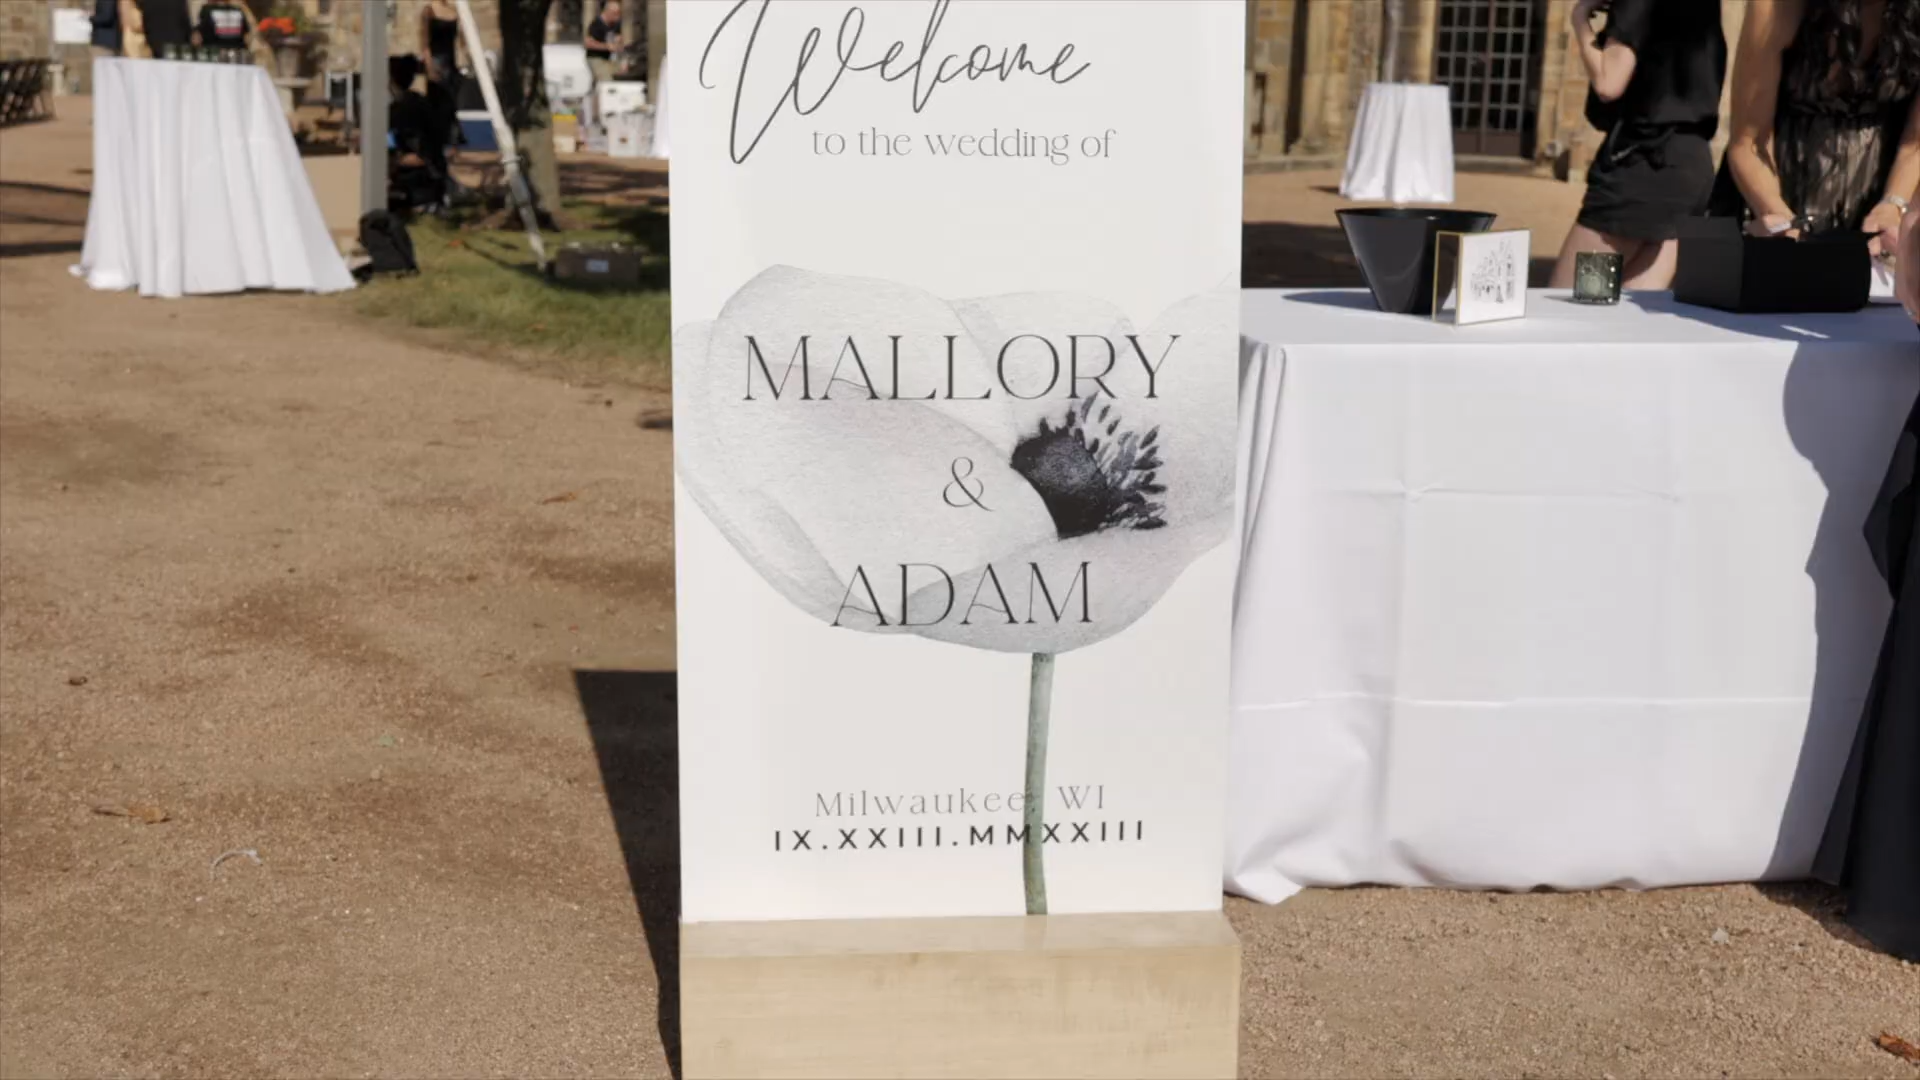 Welcome
to the wedding of
MALLORY
&
ADAM
Milwaukee, WI
IX.XXIII.MMXXIII